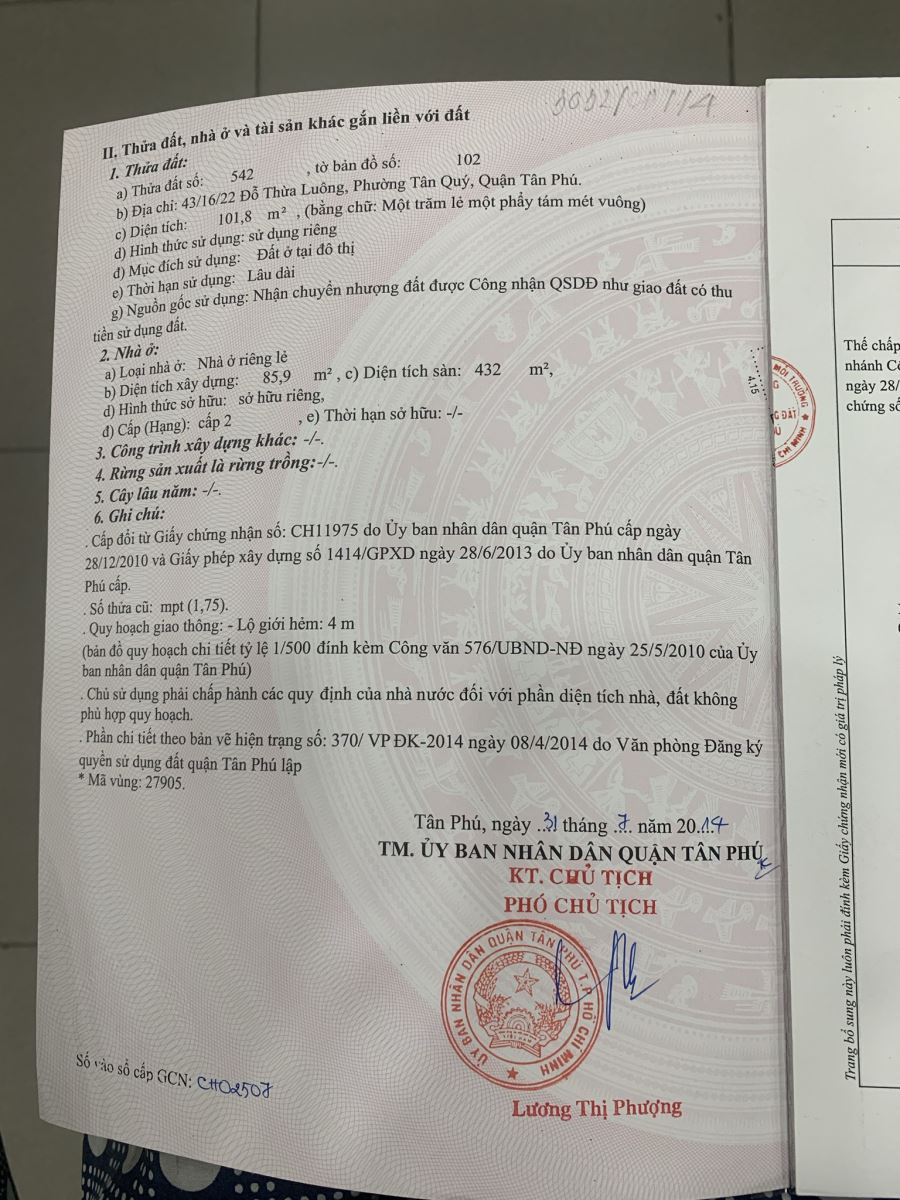 II. Thửa đất, nhà ở và tài sản khác gắn liền với đất
1. Thửa đất:
a) Thửa đất số: 542 , tờ bản đồ số: 102
b) Địa chỉ: 43/16/22 Đỗ Thừa Luông, Phường Tân Quý, Quận Tân Phú.
c) Diện tích: 101,8 m² , (bằng chữ: Một trăm lẻ một phẩy tám mét vuông)
d) Hình thức sử dụng: sử dụng riêng
đ) Mục đích sử dụng: Đất ở tại đô thị
e) Thời hạn sử dụng: Lâu dài
g) Nguồn gốc sử dụng: Nhận chuyển nhượng đất được Công nhận QSDĐ như giao đất có thu
tiền sử dụng đất.
2. Nhà ở:
a) Loại nhà ở: Nhà ở riêng lẻ
b) Diện tích xây dựng: 85,9 m² , c) Diện tích sàn: 432 m²,
d) Hình thức sở hữu: sở hữu riêng,
đ) Cấp (Hạng): cấp 2 , e) Thời hạn sở hữu: -/-
3. Công trình xây dựng khác: -/-.
4. Rừng sản xuất là rừng trồng:-/-.
5. Cây lâu năm: -/-.
6. Ghi chú:
. Cấp đổi từ Giấy chứng nhận số: CH11975 do Ủy ban nhân dân quận Tân Phú cấp ngày
28/12/2010 và Giấy phép xây dựng số 1414/GPXD ngày 28/6/2013 do Ủy ban nhân dân quận Tân
Phú cấp.
. Số thửa cũ: mpt (1,75).
. Quy hoạch giao thông: - Lộ giới hẻm: 4 m
(bản đồ quy hoạch chi tiết tỷ lệ 1/500 đính kèm Công văn 576/UBND-NĐ ngày 25/5/2010 của Ủy
ban nhân dân quận Tân Phú)
. Chủ sử dụng phải chấp hành các quy định của nhà nước đối với phần diện tích nhà, đất không
phù hợp quy hoạch.
. Phần chi tiết theo bản vẽ hiện trạng số: 370/ VPĐK-2014 ngày 08/4/2014 do Văn phòng Đăng ký
quyền sử dụng đất quận Tân Phú lập
* Mã vùng: 27905.
Tân Phú, ngày ..31 tháng .7. năm 20.14
TM. ỦY BAN NHÂN DÂN QUẬN TÂN PHÚ
KT. CHỦ TỊCH
PHÓ CHỦ TỊCH
ỦY BAN NHÂN DÂN QUẬN TÂN PHÚ T.P HỒ CHÍ MINH
VIỆT NAM
Lương Thị Phượng
Số vào sổ cấp GCN: CH02507
4.15
MÔI TRƯỜNG
G ĐẤT
CHÍ MINH
Thế chấp
nhánh
ngày 28/
chứng số
Trang bổ sung này luôn phải đính kèm Giấy chứng nhận mới có giá trị pháp lý